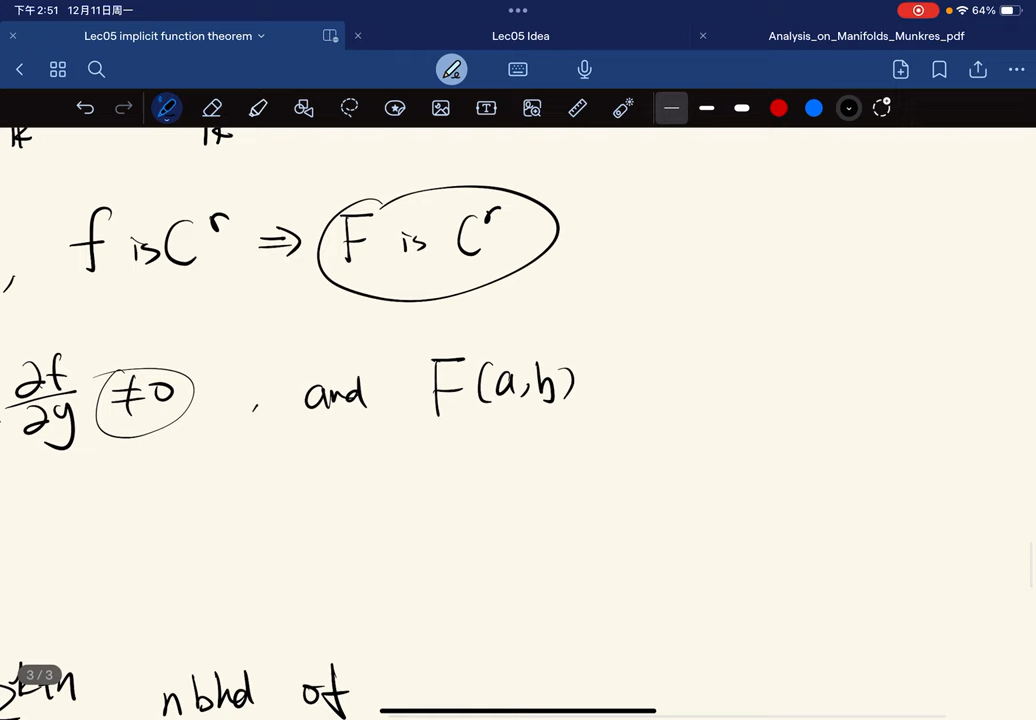 下午2:51 12月11日周一
64%
Lec05 implicit function theorem
Lec05 Idea
Analysis_on_Manifolds_Munkres_pdf
f is C^r ⇒ F is C^r
,
∂f/∂y ≠0 , and F(a,b)
3/3
nbhd of